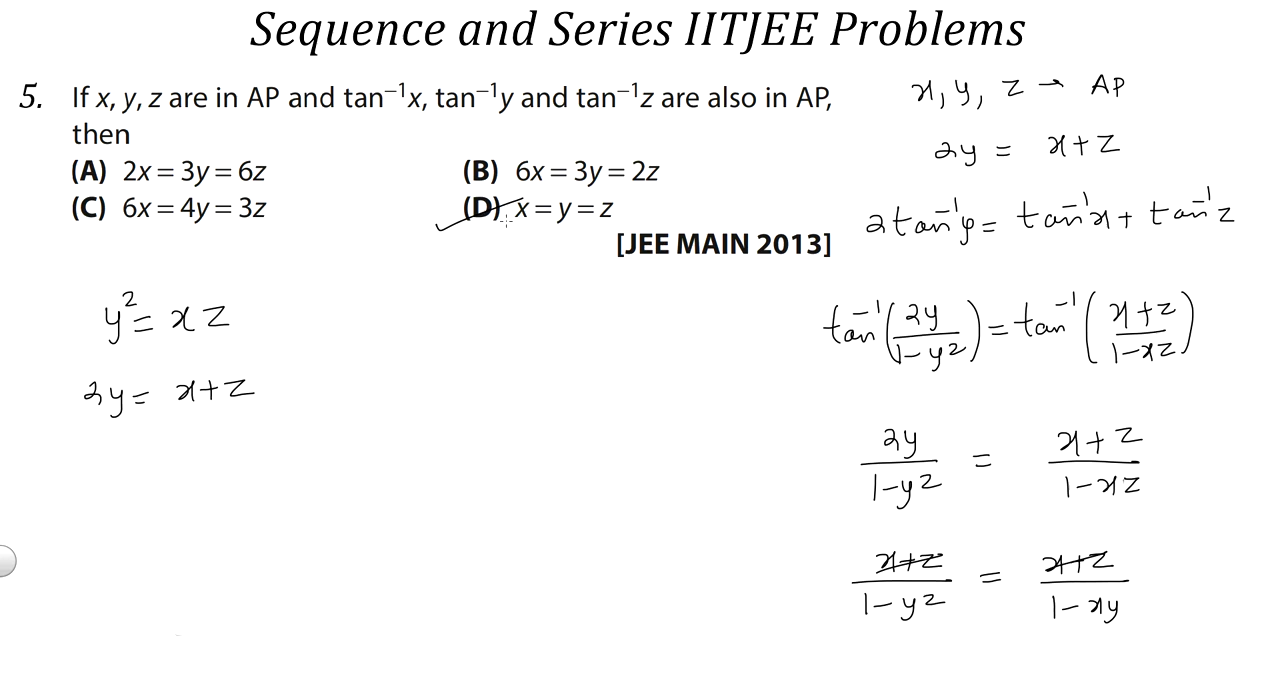 Sequence and Series IITJEE Problems
5. If x, y, z are in AP and tan⁻¹x, tan⁻¹y and tan⁻¹z are also in AP,
then
(A) 2x = 3y = 6z (B) 6x = 3y = 2z
(C) 6x = 4y = 3z (D) x = y = z
[JEE MAIN 2013]
y² = xz
2y = x+z
x, y, z → AP
2y = x+z
2tan⁻¹y = tan⁻¹x + tan⁻¹z
tan⁻¹(2y/1-y²) = tan⁻¹(x+z/1-xz)
2y/1-y² = x+z/1-xz
x+z/1-y² = x+z/1-xy